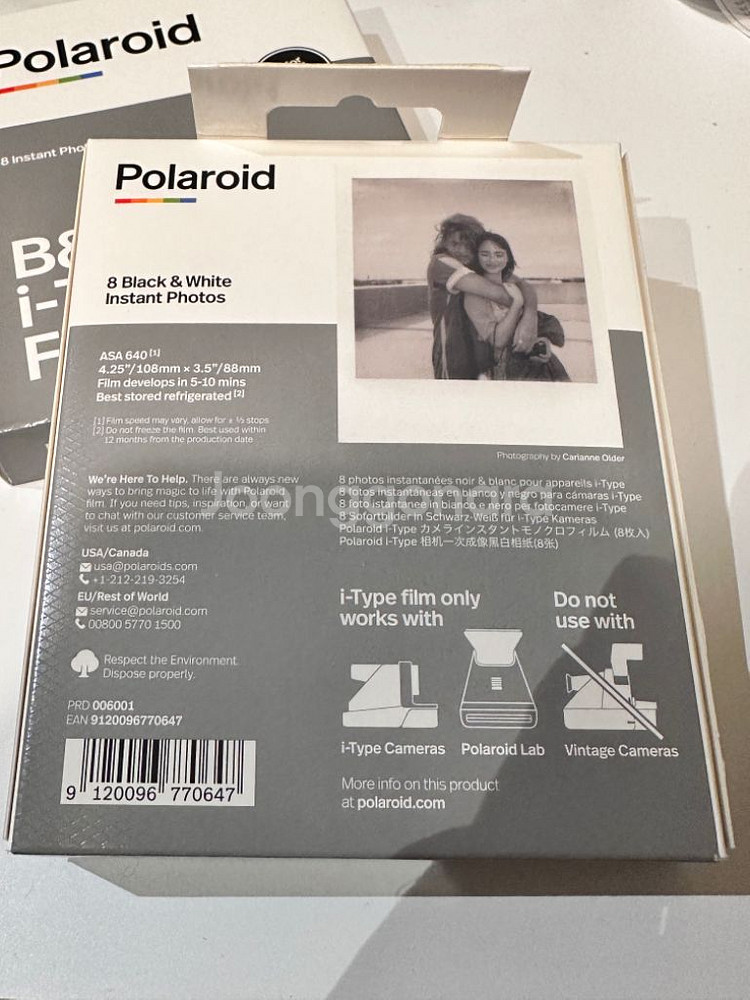 Polaroid
8 Instant Pho
B&
i-T
F
Polaroid
8 Black & White
Instant Photos
ASA 640 [1]
4.25"/108mm × 3.5"/88mm
Film develops in 5-10 mins
Best stored refrigerated [2]
[1] Film speed may vary, allow for ± ⅓ stops
[2] Do not freeze the film. Best used within
12 months from the production date
Photography by Carianne Older
We're Here To Help. There are always new
ways to bring magic to life with Polaroid
film. If you need tips, inspiration, or want
to chat with our customer service team,
visit us at polaroid.com.
USA/Canada
usa@polaroids.com
+1-212-219-3254
EU/Rest of World
service@polaroid.com
00800 5770 1500
Respect the Environment.
Dispose properly.
PRD 006001
EAN 9120096770647
9 120096 770647
8 photos instantanées noir & blanc pour appareils i-Type
8 fotos instantáneas en blanco y negro para cámaras i-Type
8 foto istantanee in bianco e nero per fotocamere i-Type
8 Sofortbilder in Schwarz-Weiß für i-Type Kameras
Polaroid i-Type カメラインスタントモノクロフィルム (8枚入)
Polaroid i-Type 相机一次成像黑白相纸(8张)
i-Type film only
works with
Do not
use with
i-Type Cameras
Polaroid Lab
Vintage Cameras
More info on this product
at polaroid.com